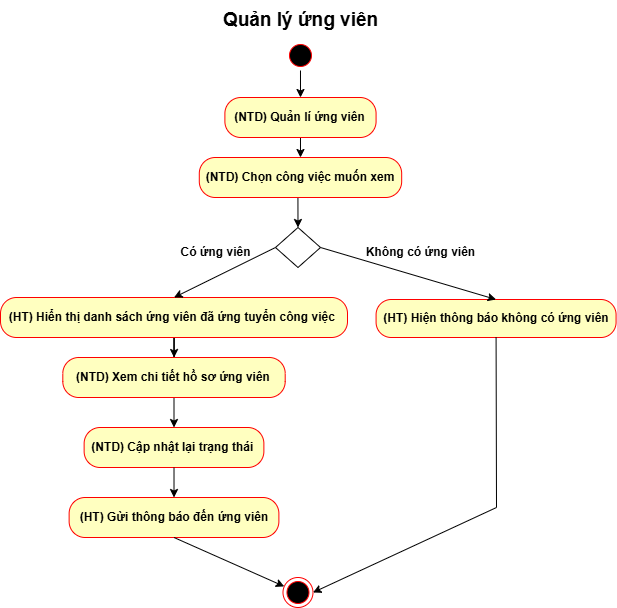 Quản lý ứng viên
(NTD) Quản lí ứng viên
(NTD) Chọn công việc muốn xem
Có ứng viên
Không có ứng viên
(HT) Hiển thị danh sách ứng viên đã ứng tuyển công việc
(HT) Hiện thông báo không có ứng viên
(NTD) Xem chi tiết hồ sơ ứng viên
(NTD) Cập nhật lại trạng thái
(HT) Gửi thông báo đến ứng viên